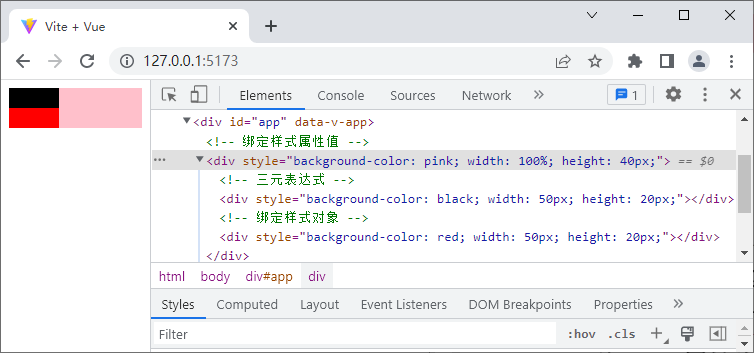 Vite + Vue
127.0.0.1:5173
Elements Console Sources Network » 1
<div id="app" data-v-app>
<!-- 绑定样式属性值 -->
<div style="background-color: pink; width: 100%; height: 40px;"> == $0
<!-- 三元表达式 -->
<div style="background-color: black; width: 50px; height: 20px;"></div>
<!-- 绑定样式对象 -->
<div style="background-color: red; width: 50px; height: 20px;"></div>
</div>
html body div#app div
Styles Computed Layout Event Listeners DOM Breakpoints Properties »
Filter :hov .cls